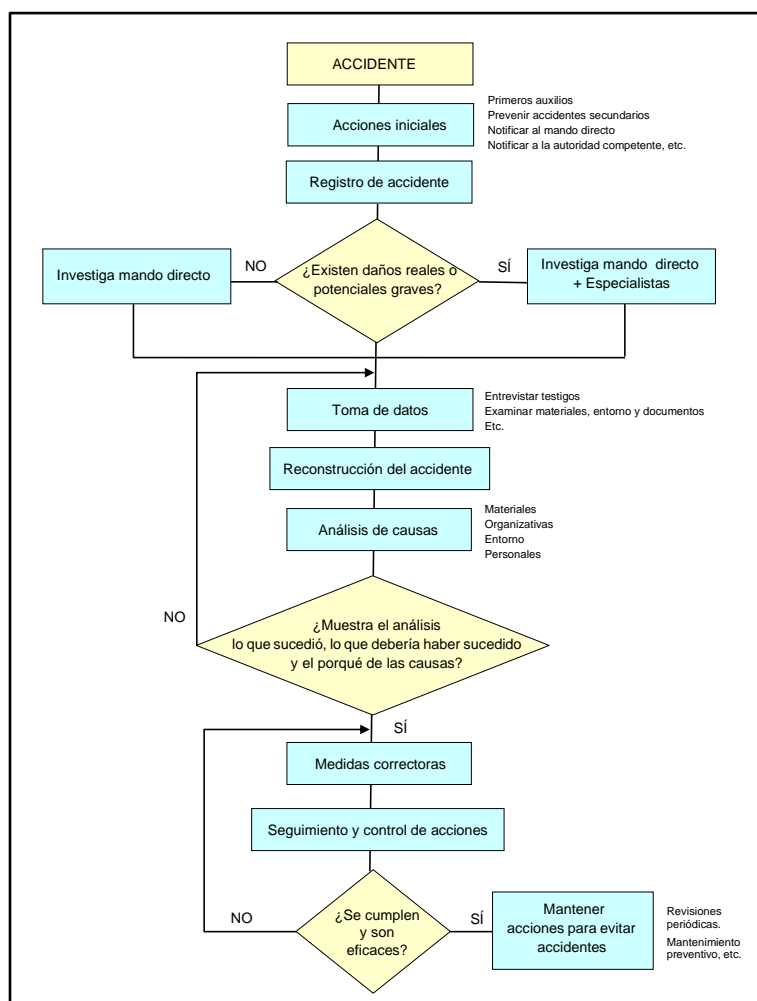 ACCIDENTE
Acciones iniciales
Primeros auxilios
Prevenir accidentes secundarios
Notificar al mando directo
Notificar a la autoridad competente, etc.
Registro de accidente
¿Existen daños reales o
potenciales graves?
NO
SÍ
Investiga mando directo
Investiga mando directo
+ Especialistas
Toma de datos
Entrevistar testigos
Examinar materiales, entorno y documentos
Etc.
Reconstrucción del accidente
Análisis de causas
Materiales
Organizativas
Entorno
Personales
¿Muestra el análisis
lo que sucedió, lo que debería haber sucedido
y el porqué de las causas?
NO
SÍ
Medidas correctoras
Seguimiento y control de acciones
¿Se cumplen
y son
eficaces?
NO
SÍ
Mantener
acciones para evitar
accidentes
Revisiones
periódicas.
Mantenimiento
preventivo, etc.